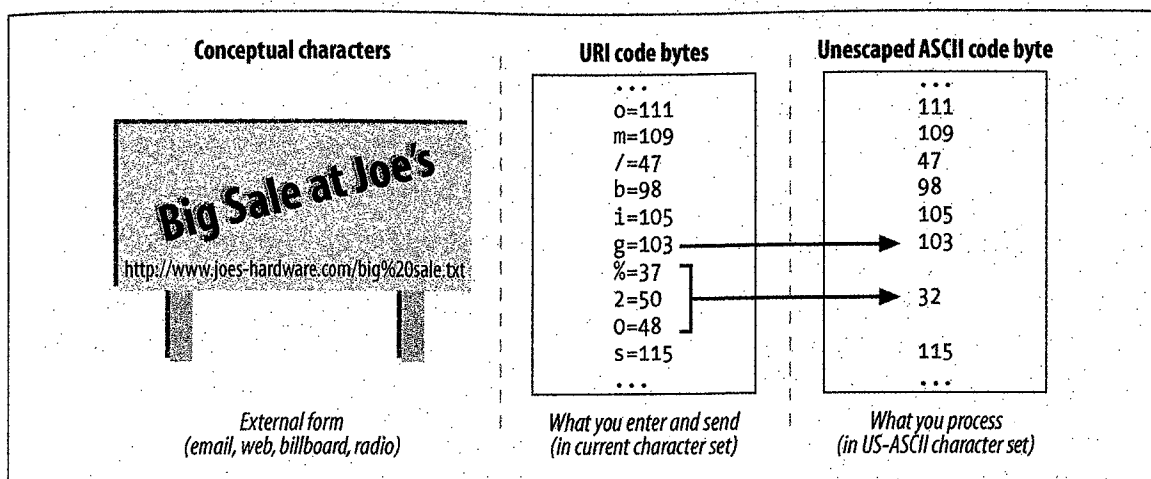 Conceptual characters
Big Sale at Joe's
http://www.joes-hardware.com/big%20sale.txt
External form
(email, web, billboard, radio)
URI code bytes
...
o=111
m=109
/=47
b=98
i=105
g=103
%=37
2=50
0=48
s=115
...
What you enter and send
(in current character set)
Unescaped ASCII code byte
...
111
109
47
98
105
103
32
115
...
What you process
(in US-ASCII character set)